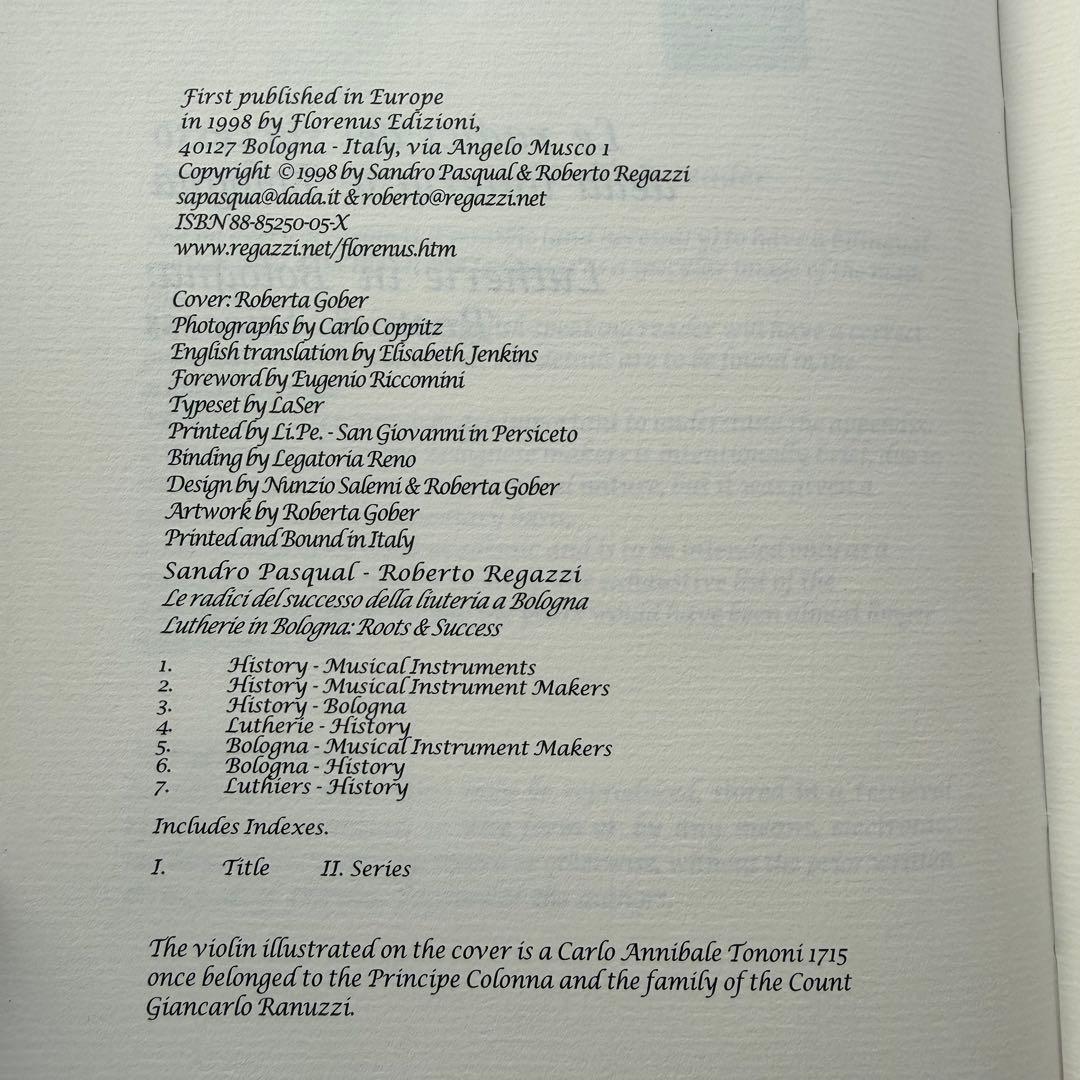 First published in Europe
in 1998 by Florenus Edizioni,
40127 Bologna - Italy, via Angelo Musco 1
Copyright ©1998 by Sandro Pasqual & Roberto Regazzi
sapasqua@dada.it & roberto@regazzi.net
ISBN 88-85250-05-X
www.regazzi.net/florenus.htm
Cover: Roberta Gober
Photographs by Carlo Coppitz
English translation by Elisabeth Jenkins
Foreword by Eugenio Riccomini
Typeset by LaSer
Printed by Li.Pe. - San Giovanni in Persiceto
Binding by Legatoria Reno
Design by Nunzio Salemi & Roberta Gober
Artwork by Roberta Gober
Printed and Bound in Italy
Sandro Pasqual - Roberto Regazzi
Le radici del successo della liuteria a Bologna
Lutherie in Bologna: Roots & Success
1. History - Musical Instruments
2. History - Musical Instrument Makers
3. History - Bologna
4. Lutherie - History
5. Bologna - Musical Instrument Makers
6. Bologna - History
7. Luthiers - History
Includes Indexes.
I. Title II. Series
The violin illustrated on the cover is a Carlo Annibale Tononi 1715
once belonged to the Principe Colonna and the family of the Count
Giancarlo Ranuzzi.